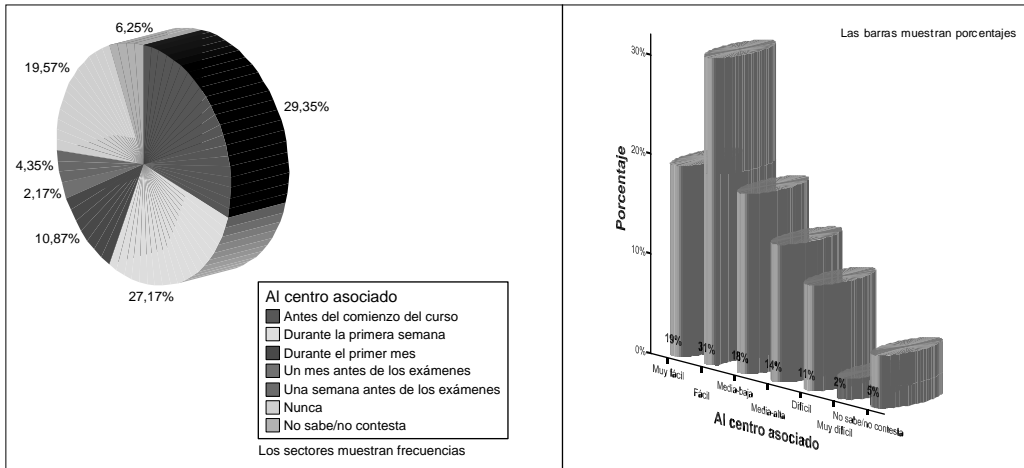 6,25%
19,57%
29,35%
4,35%
2,17%
10,87%
27,17%
Al centro asociado
Antes del comienzo del curso
Durante la primera semana
Durante el primer mes
Un mes antes de los exámenes
Una semana antes de los exámenes
Nunca
No sabe/no contesta
Los sectores muestran frecuencias
Las barras muestran porcentajes
Porcentaje
30%
20%
10%
0%
19%
31%
18%
14%
11%
2%
5%
Muy fácil
Fácil
Media-baja
Media-alta
Difícil
Muy difícil
No sabe/no contesta
Al centro asociado